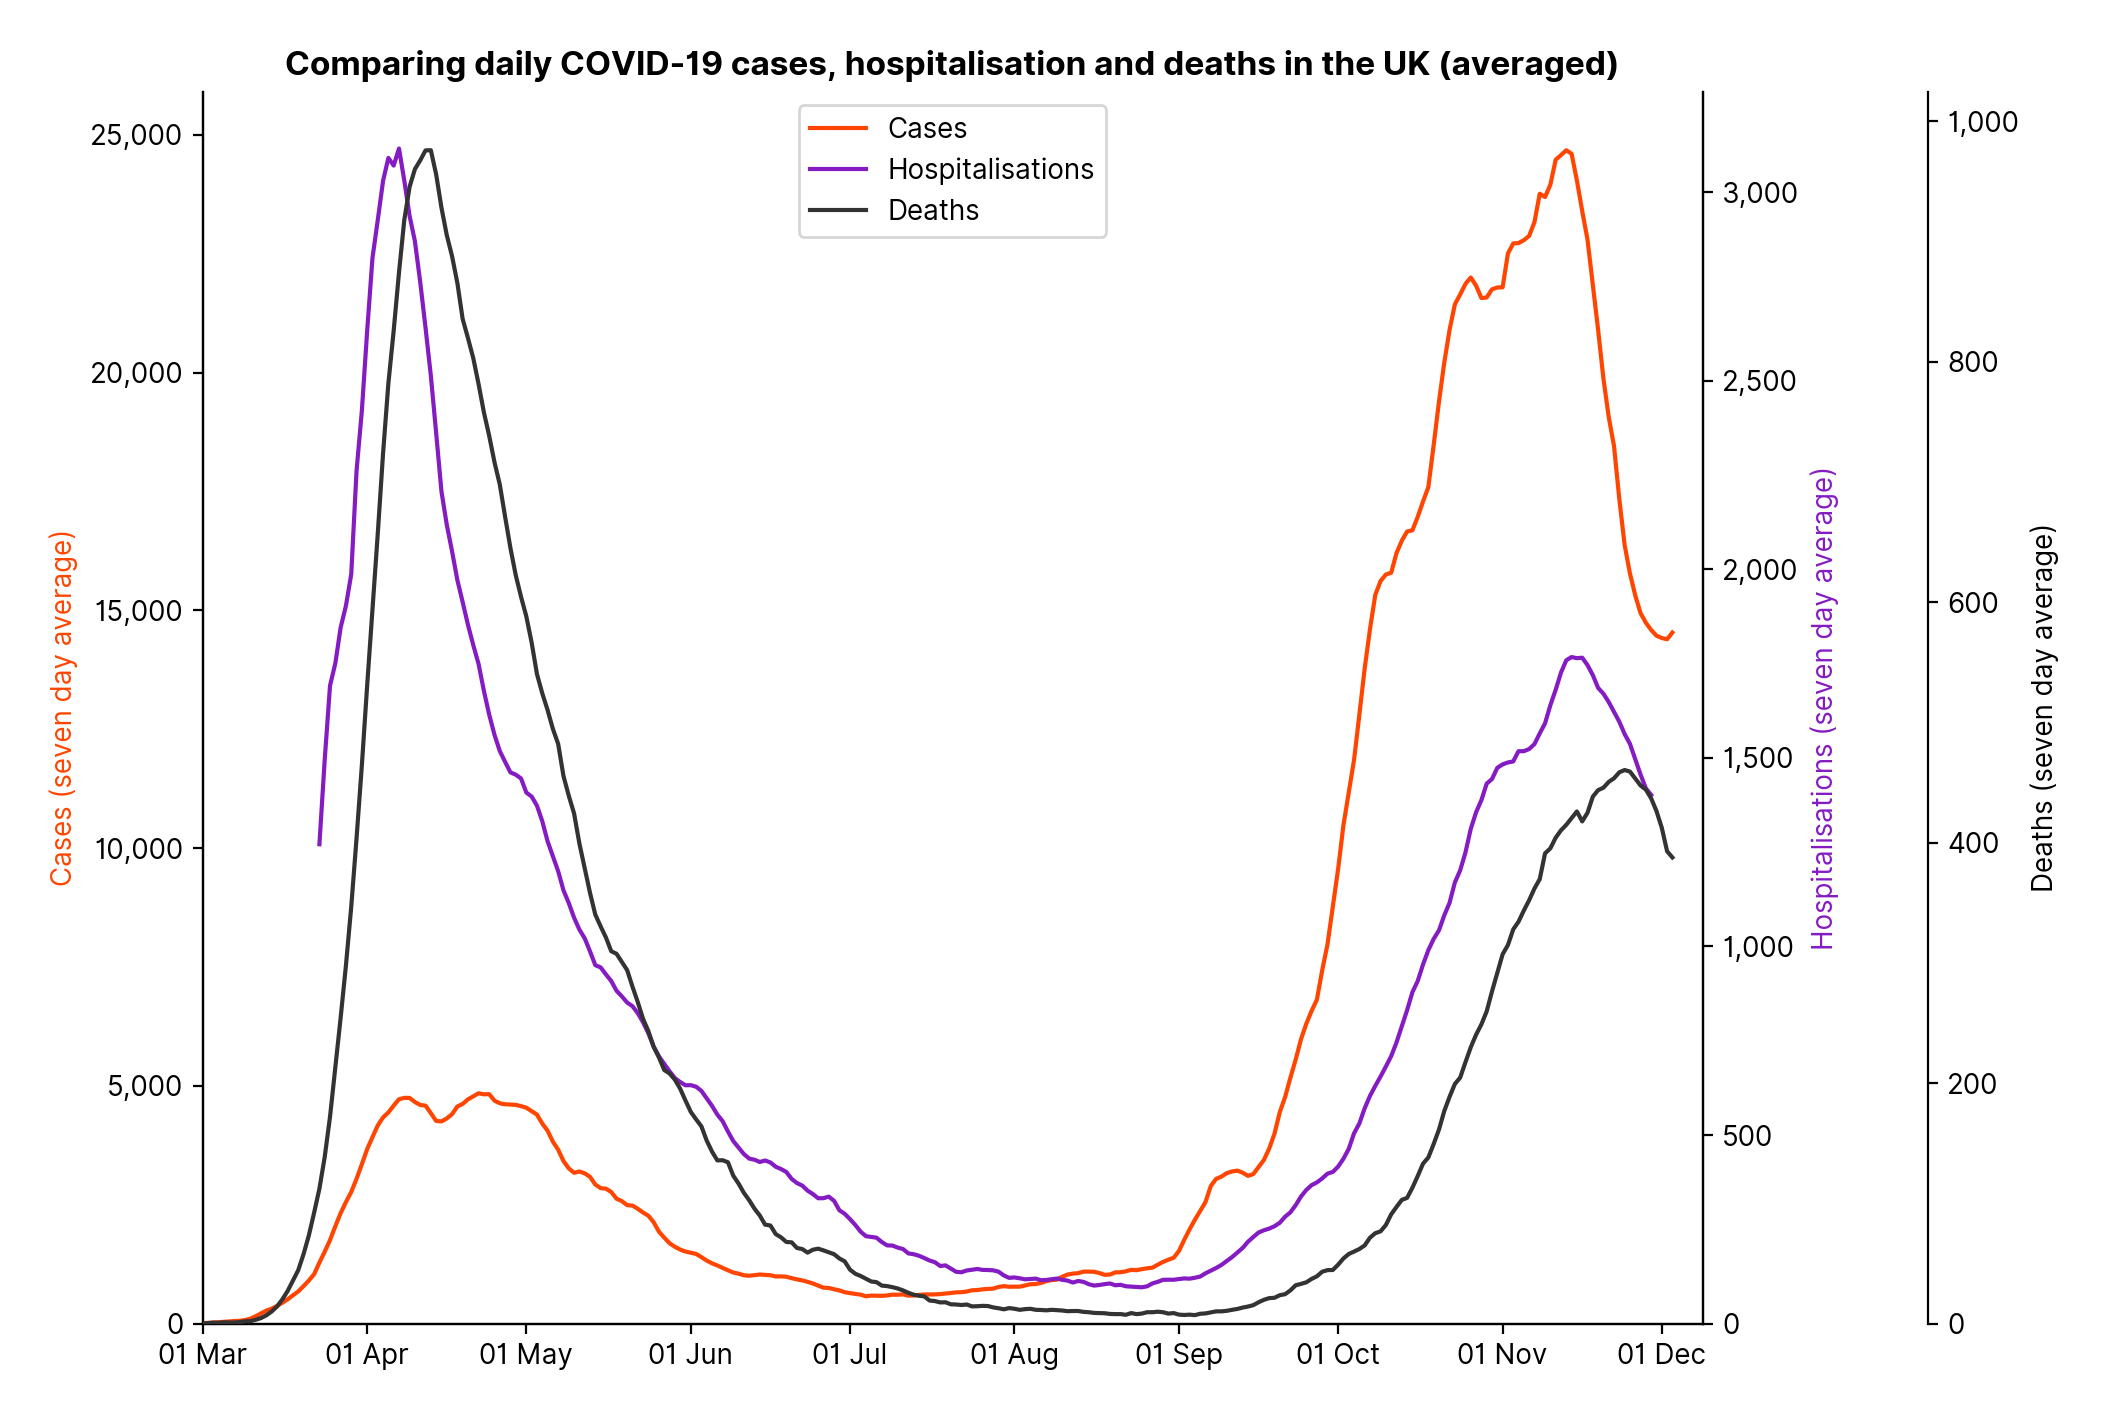 Comparing daily COVID-19 cases, hospitalisation and deaths in the UK (averaged)
Cases
Hospitalisations
Deaths
25,000
20,000
15,000
10,000
5,000
0
Cases (seven day average)
3,000
2,500
2,000
1,500
1,000
500
0
Hospitalisations (seven day average)
1,000
800
600
400
200
0
Deaths (seven day average)
01 Mar
01 Apr
01 May
01 Jun
01 Jul
01 Aug
01 Sep
01 Oct
01 Nov
01 Dec